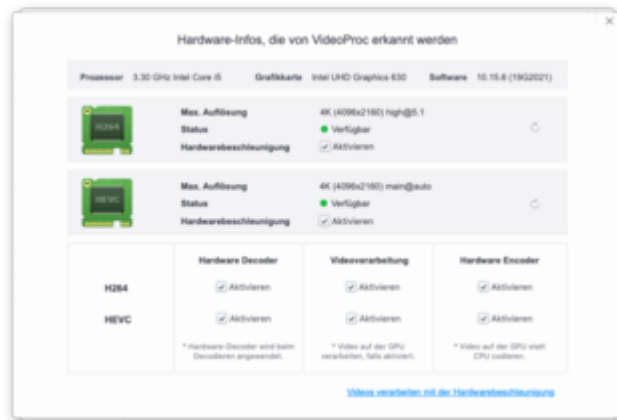 Hardware-Infos, die von VideoProc erkannt werden
Prozessor 3.30 GHz Intel Core i5 Grafikkarte Intel UHD Graphics 630 Software 10.15.6 (19G2021)
H264
Max. Auflösung 4K (4096x2160) high@5.1
Status Verfügbar
Hardwarebeschleunigung Aktivieren
HEVC
Max. Auflösung 4K (4096x2160) main@auto
Status Verfügbar
Hardwarebeschleunigung Aktivieren
Hardware Decoder Videoverarbeitung Hardware Encoder
H264 Aktivieren Aktivieren Aktivieren
HEVC Aktivieren Aktivieren Aktivieren
* Hardware-Decoder wird beim * Video auf der GPU * Video auf der GPU statt
Decodieren angewendet. verarbeiten, falls aktiviert. CPU codieren.
Videos verarbeiten mit der Hardwarebeschleunigung